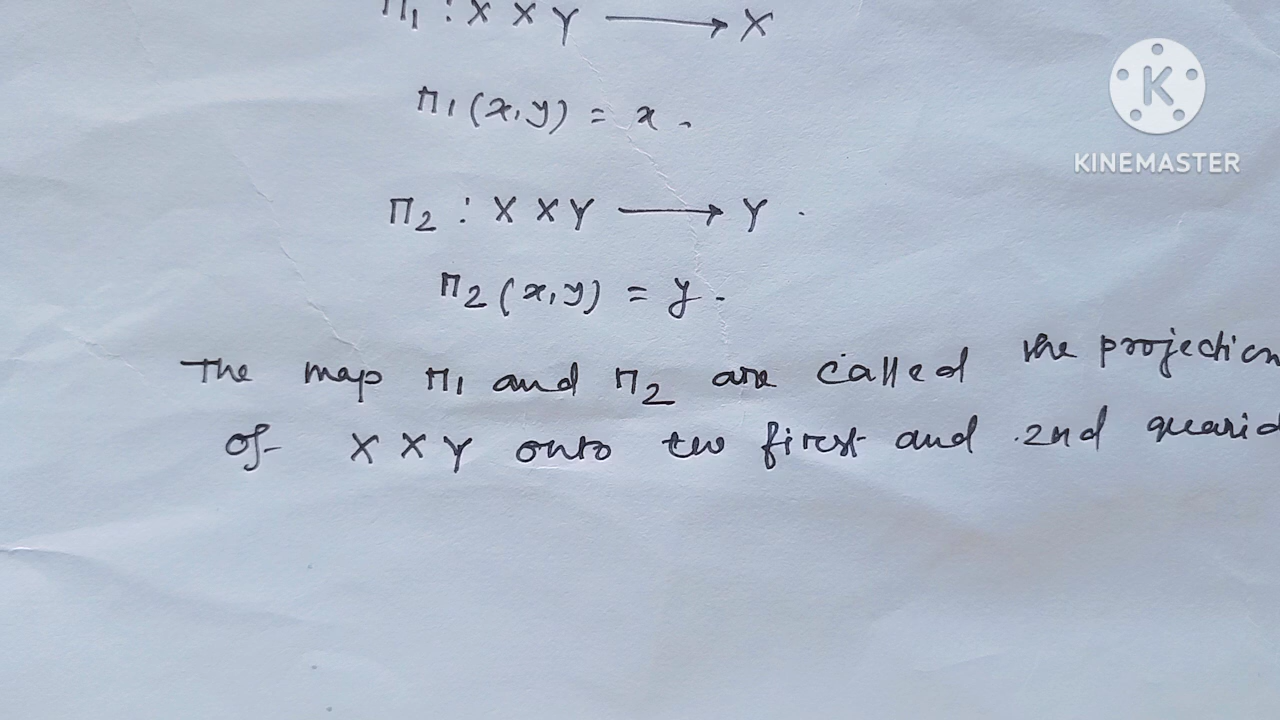 π1 : X X Y ⟶ X
π1(x,y) = x.
KINEMASTER
π2 : X X Y ⟶ Y.
π2(x,y) = y.
The map π1 and π2 are called the projection
of X X Y onto two first and 2nd